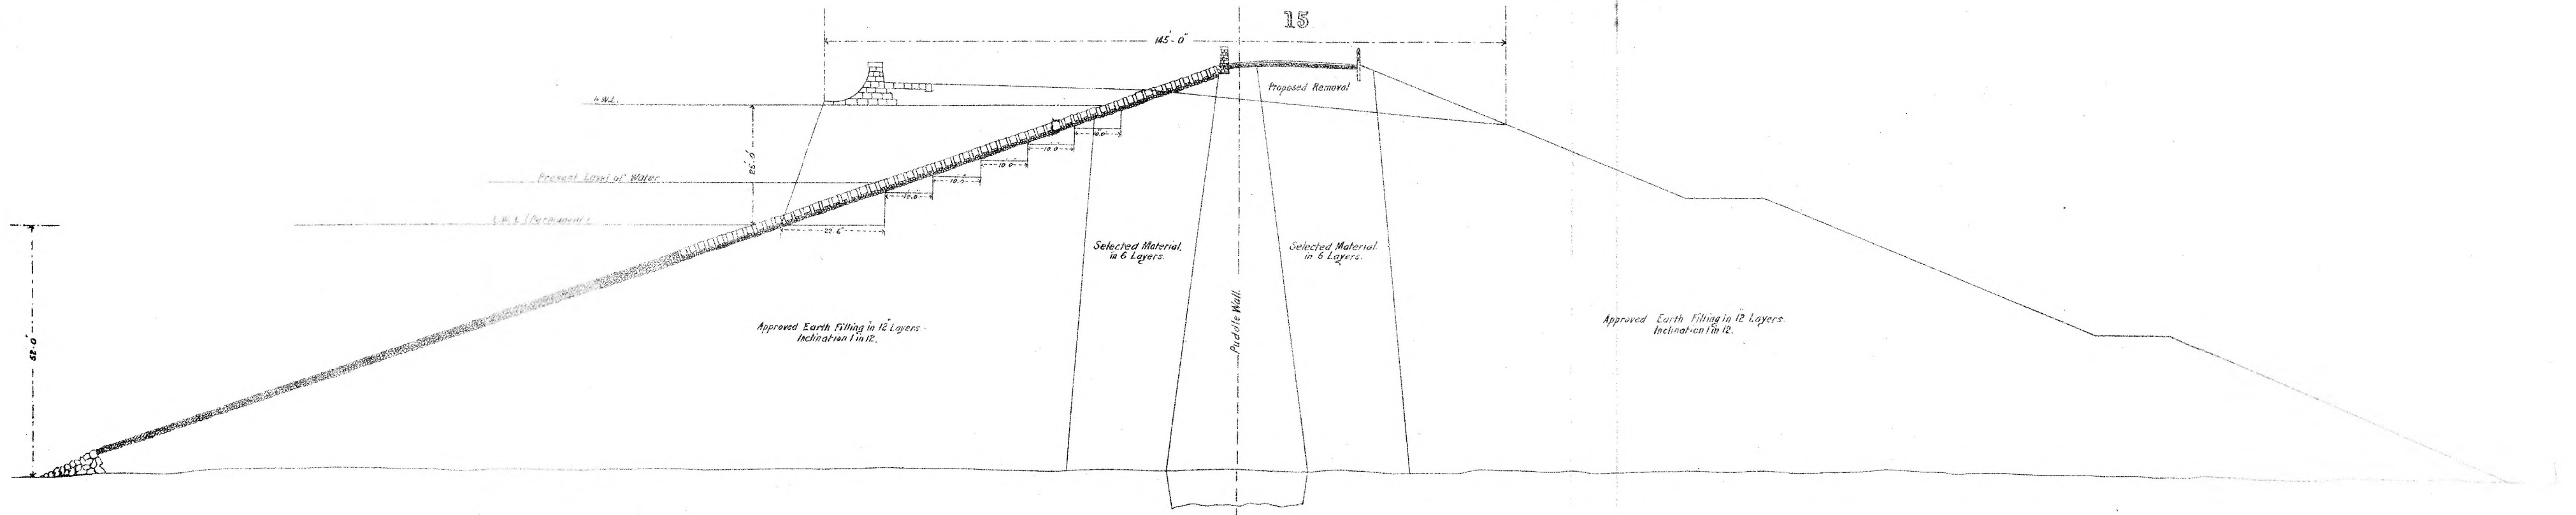 15
145'-0"
Proposed Removal
H.W.L.
10.0"
10.0"
10.0"
25'.0"
Present Level of Water
10.0"
10.0"
27.6"
Selected Material.
in 6 Layers.
Selected Material.
in 6 Layers.
Puddle Wall.
52.0'
Approved Earth Filling in 12" Layers.
Inclination 1 in 12.
Approved Earth Filling in 12" Layers.
Inclination 1 in 12.